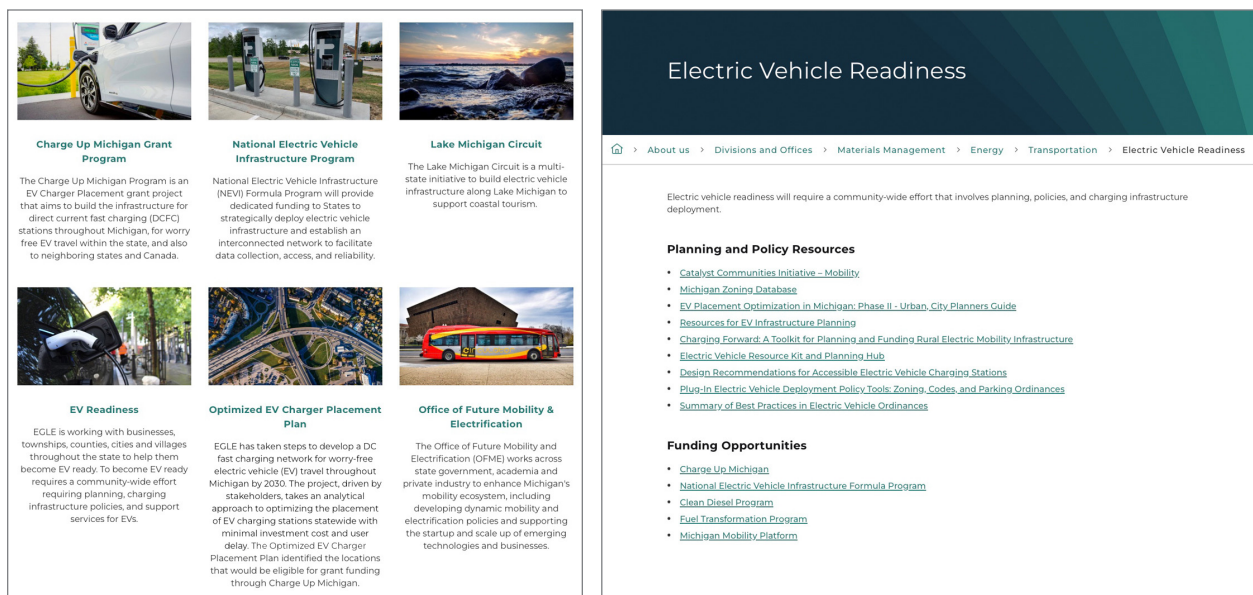 Charge Up Michigan Grant
Program
The Charge Up Michigan Program is an
EV Charger Placement grant project
that aims to build the infrastructure for
direct current fast charging (DCFC)
stations throughout Michigan, for worry
free EV travel within the state, and also
to neighboring states and Canada.
National Electric Vehicle
Infrastructure Program
National Electric Vehicle Infrastructure
(NEVI) Formula Program will provide
dedicated funding to States to
strategically deploy electric vehicle
infrastructure and establish an
interconnected network to facilitate
data collection, access, and reliability.
Lake Michigan Circuit
The Lake Michigan Circuit is a multi-
state initiative to build electric vehicle
infrastructure along Lake Michigan to
support coastal tourism.
EV Readiness
EGLE is working with businesses,
townships, counties, cities and villages
throughout the state to help them
become EV ready. To become EV ready
requires a community-wide effort
requiring planning, charging
infrastructure policies, and support
services for EVs.
Optimized EV Charger Placement
Plan
EGLE has taken steps to develop a DC
fast charging network for worry-free
electric vehicle (EV) travel throughout
Michigan by 2030. The project, driven by
stakeholders, takes an analytical
approach to optimizing the placement
of EV charging stations statewide with
minimal investment cost and user
delay. The Optimized EV Charger
Placement Plan identified the locations
that would be eligible for grant funding
through Charge Up Michigan.
Office of Future Mobility &
Electrification
The Office of Future Mobility and
Electrification (OFME) works across
state government, academia and
private industry to enhance Michigan's
mobility ecosystem, including
developing dynamic mobility and
electrification policies and supporting
the startup and scale up of emerging
technologies and businesses.
Electric Vehicle Readiness
About us > Divisions and Offices > Materials Management > Energy > Transportation > Electric Vehicle Readiness
Electric vehicle readiness will require a community-wide effort that involves planning, policies, and charging infrastructure
deployment.
Planning and Policy Resources
• Catalyst Communities Initiative – Mobility
• Michigan Zoning Database
• EV Placement Optimization in Michigan: Phase II - Urban, City Planners Guide
• Resources for EV Infrastructure Planning
• Charging Forward: A Toolkit for Planning and Funding Rural Electric Mobility Infrastructure
• Electric Vehicle Resource Kit and Planning Hub
• Design Recommendations for Accessible Electric Vehicle Charging Stations
• Plug-In Electric Vehicle Deployment Policy Tools: Zoning, Codes, and Parking Ordinances
• Summary of Best Practices in Electric Vehicle Ordinances
Funding Opportunities
• Charge Up Michigan
• National Electric Vehicle Infrastructure Formula Program
• Clean Diesel Program
• Fuel Transformation Program
• Michigan Mobility Platform